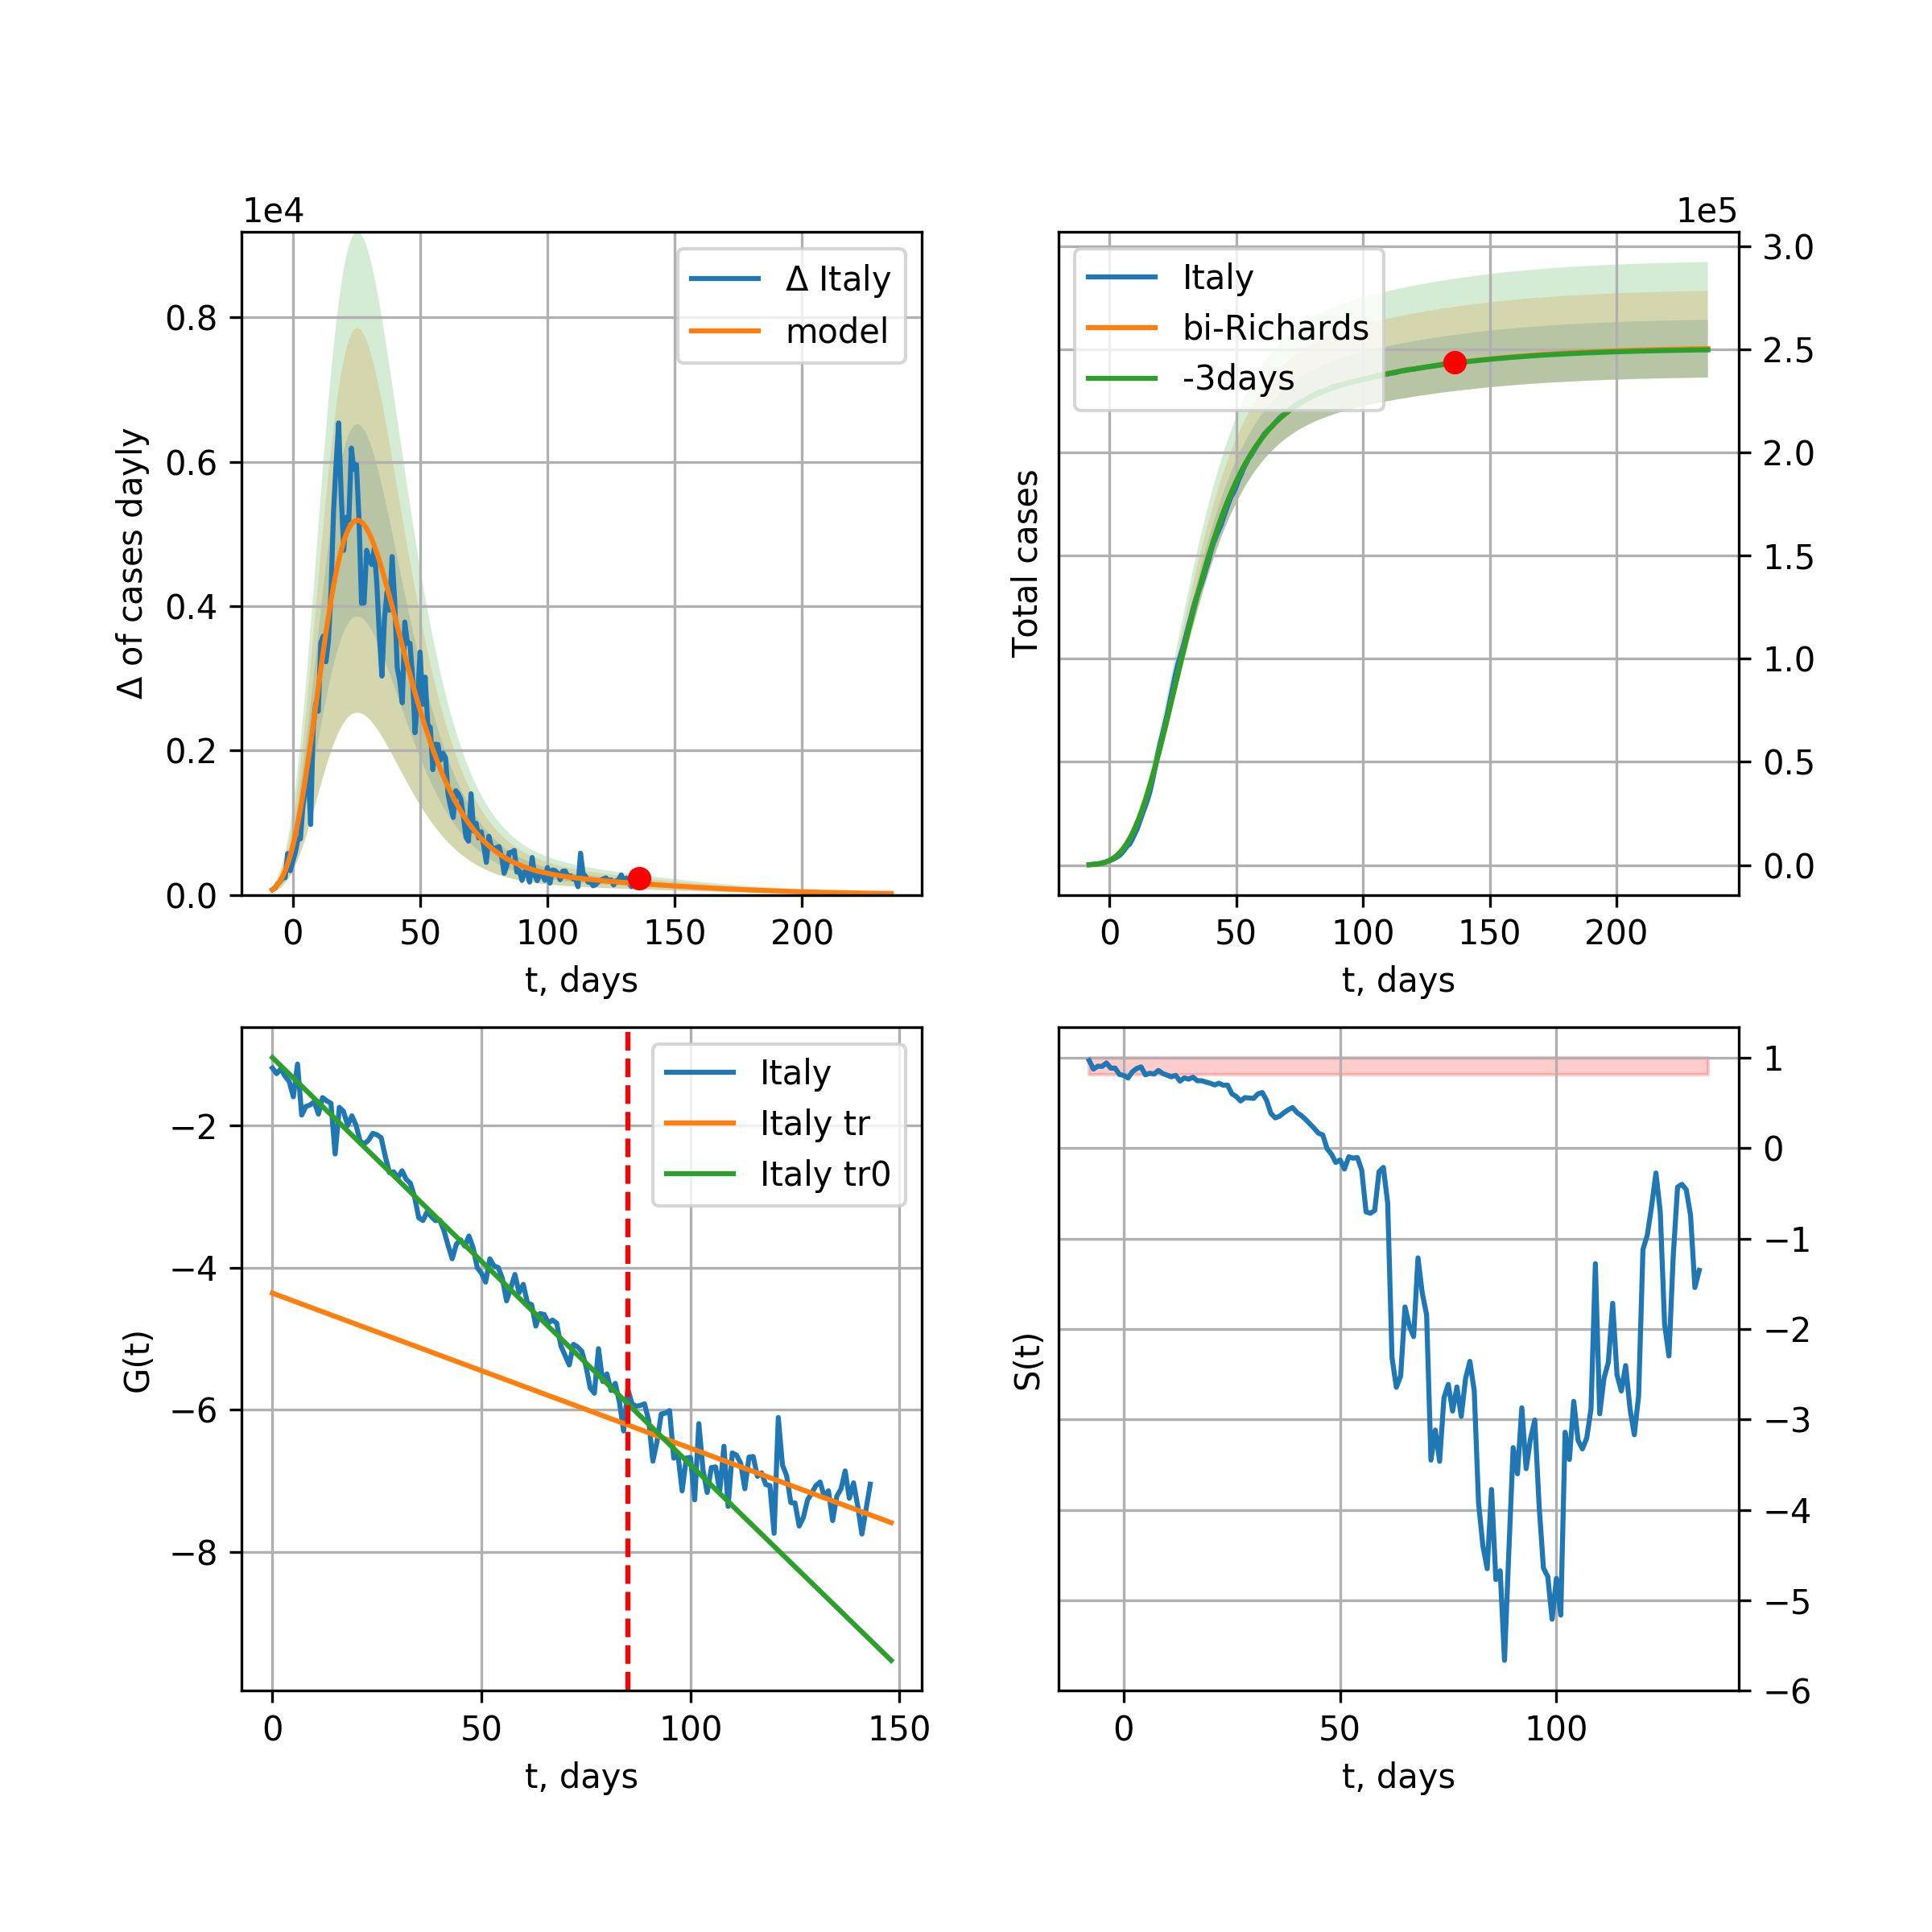 1e4
Δ of cases dayly
0.8
0.6
0.4
0.2
0.0
Δ Italy
model
0 50 100 150 200
t, days
1e5
Total cases
Italy
bi-Richards
-3days
3.0
2.5
2.0
1.5
1.0
0.5
0.0
0 50 100 150 200
t, days
G(t)
−2
−4
−6
−8
Italy
Italy tr
Italy tr0
0 50 100 150
t, days
S(t)
1
0
−1
−2
−3
−4
−5
−6
0 50 100
t, days